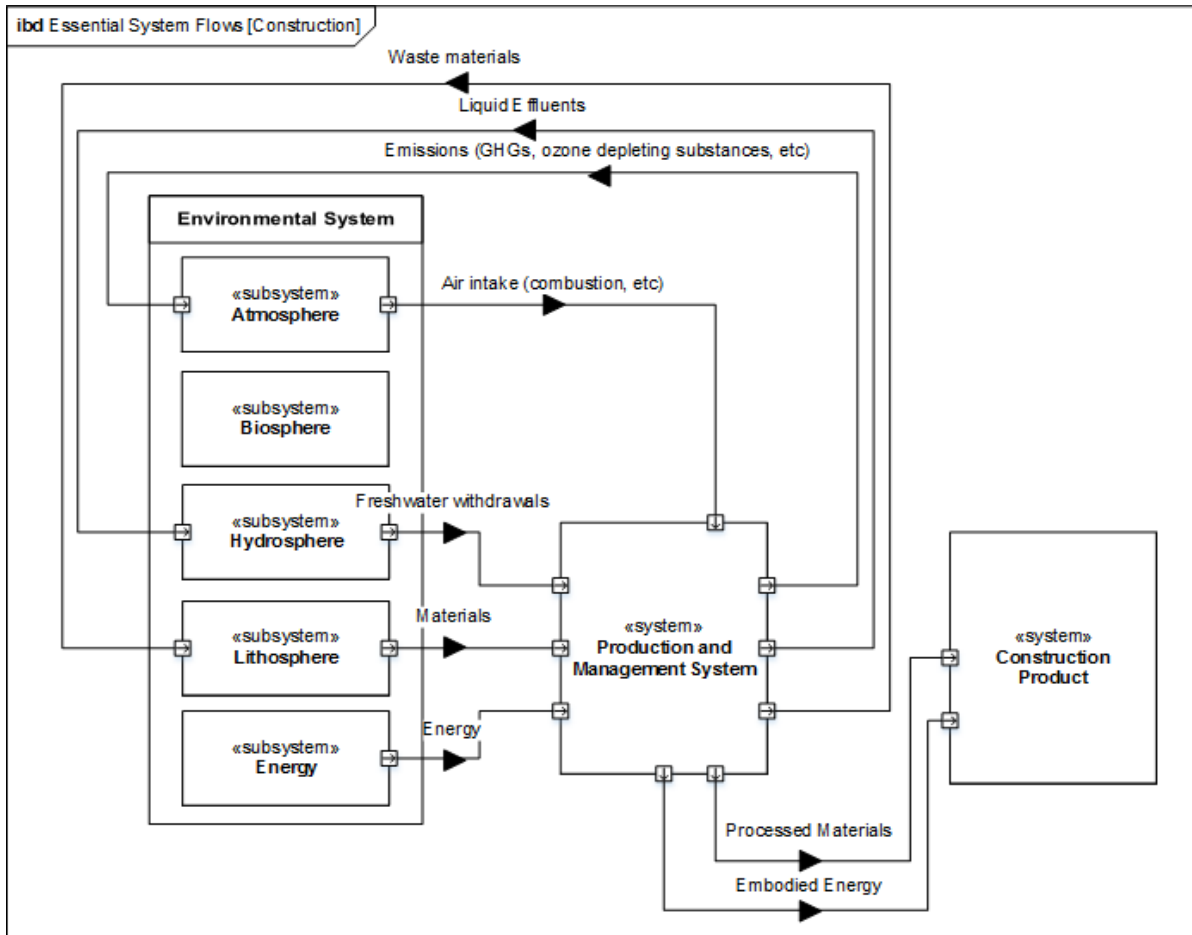 ibd Essential System Flows [Construction]
Waste materials
Liquid Effluents
Emissions (GHGs, ozone depleting substances, etc)
Environmental System
«subsystem»
Atmosphere
Air intake (combustion, etc)
«subsystem»
Biosphere
«subsystem»
Hydrosphere
Freshwater withdrawals
«subsystem»
Lithosphere
Materials
«subsystem»
Energy
Energy
«system»
Production and
Management System
«system»
Construction
Product
Processed Materials
Embodied Energy